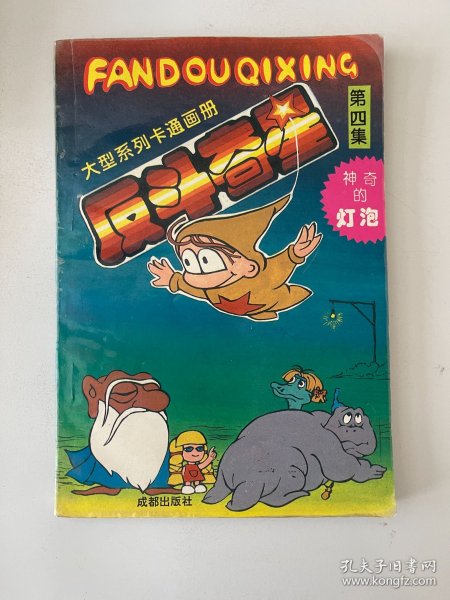 FANDOUQIXING
大型系列卡通画册
反斗奇星
第四集
神奇
的
灯泡
成都出版社
孔夫子旧书网
www.kongfz.com